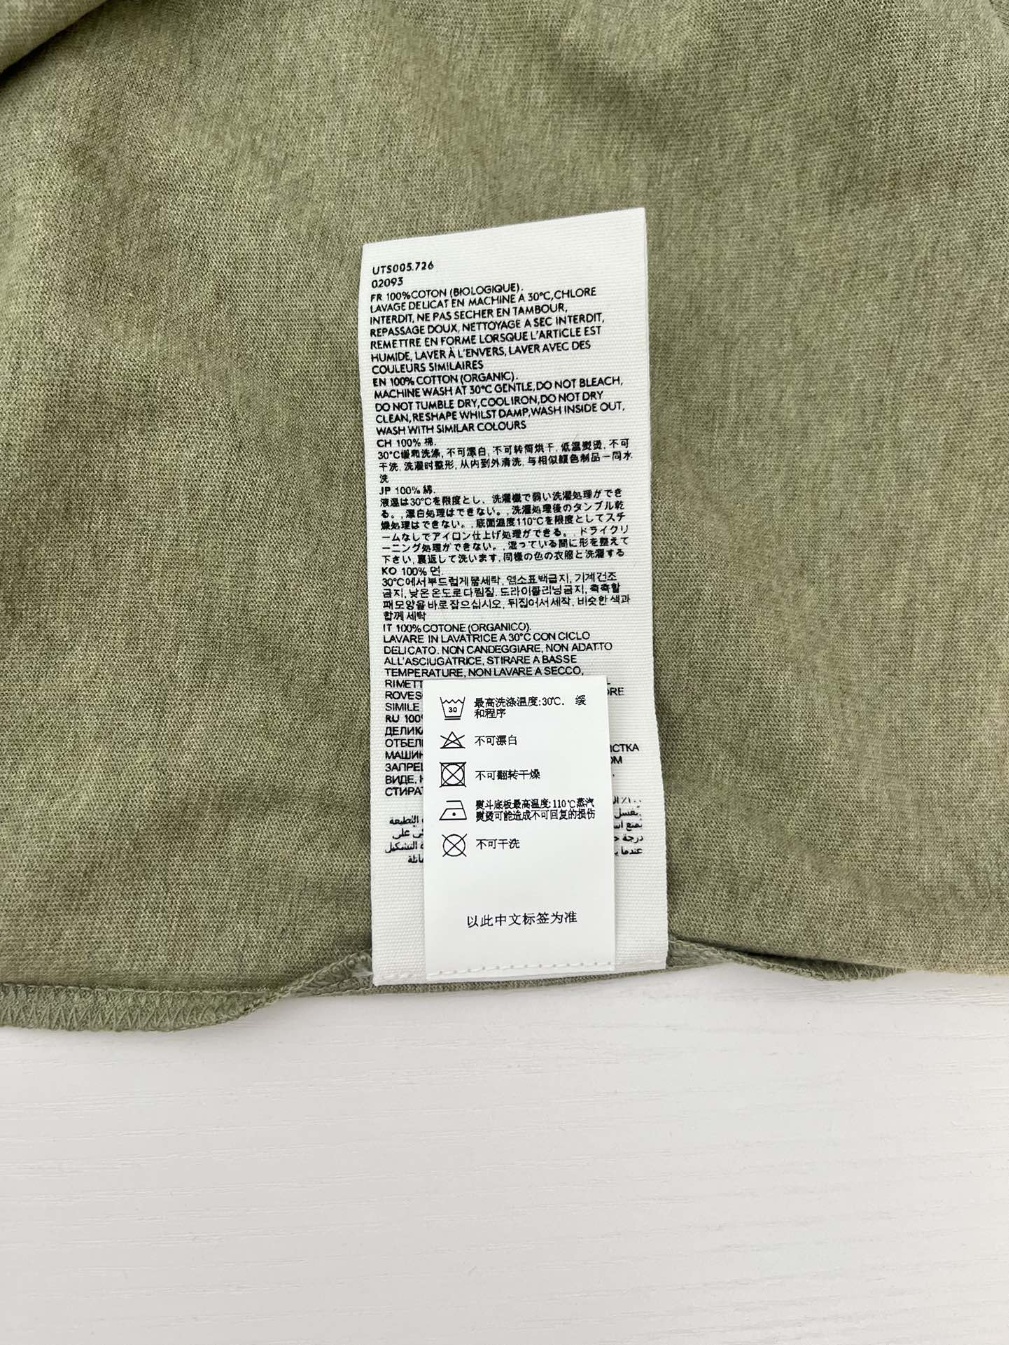 UTS005.726
02093
FR 100%COTON (BIOLOGIQUE).
LAVAGE DELICAT EN MACHINE A 30°C,CHLORE
INTERDIT, NE PAS SECHER EN TAMBOUR,
REPASSAGE DOUX, NETTOYAGE A SEC INTERDIT,
REMETTRE EN FORME LORSQUE L'ARTICLE EST
HUMIDE, LAVER À L'ENVERS, LAVER AVEC DES
COULEURS SIMILAIRES
EN 100% COTTON (ORGANIC).
MACHINE WASH AT 30°C GENTLE,DO NOT BLEACH,
DO NOT TUMBLE DRY,COOL IRON,DO NOT DRY
CLEAN,RESHAPE WHILST DAMP,WASH INSIDE OUT,
WASH WITH SIMILAR COLOURS
CH 100% 棉.
30°C缓和洗涤, 不可漂白, 不可转筒烘干, 低温熨烫, 不可
干洗, 洗濯时整形, 从内到外清洗, 与相似颜色制品一同水
洗
JP 100% 綿.
液温は30°Cを限度とし、洗濯機で弱い洗濯処理ができ
る。, 漂白処理はできない。, 洗濯処理後のタンブル乾
燥処理はできない。, 底面温度110°Cを限度としてスチ
ームなしでアイロン仕上げ処理ができる。, ドライクリ
ーニング処理ができない。, 湿っている間に形を整えて
下さい, 裏返して洗います, 同様の色の衣服と洗濯する
KO 100% 면.
30°C에서부드럽게물세탁, 염소표백금지, 기계건조
금지, 낮은온도로다림질, 드라이클리닝금지, 축축할
때모양을바로잡으십시오, 뒤집어서세탁, 비슷한 색과
함께 세탁
IT 100% COTONE (ORGANICO).
LAVARE IN LAVATRICE A 30°C CON CICLO
DELICATO, NON CANDEGGIARE, NON ADATTO
ALL'ASCIUGATRICE, STIRARE A BASSE
TEMPERATURE, NON LAVARE A SECCO,
RIMETT
ROVES ORE
SIMILE
RU 100%
ДЕЛИК
ОТБЕЛ
МАШИН ИСТКА
ЗАПРЕЩ ОМ
ВИДЕ,
СТИРАТ
30
最高洗涤温度:30℃, 缓
和程序
不可漂白
不可翻转干燥
熨斗底板最高温度:110℃蒸汽
熨烫可能造成不可回复的损伤
不可干洗
以此中文标签为准